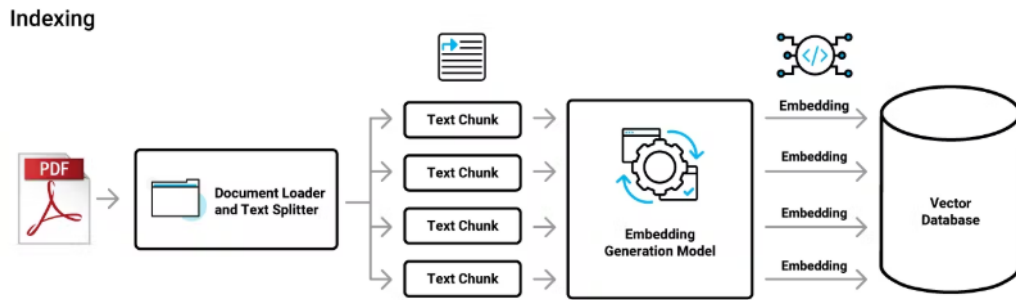 Indexing
PDF
Document Loader
and Text Splitter
Text Chunk
Text Chunk
Text Chunk
Text Chunk
Embedding
Generation Model
</>
Embedding
Embedding
Embedding
Embedding
Vector
Database